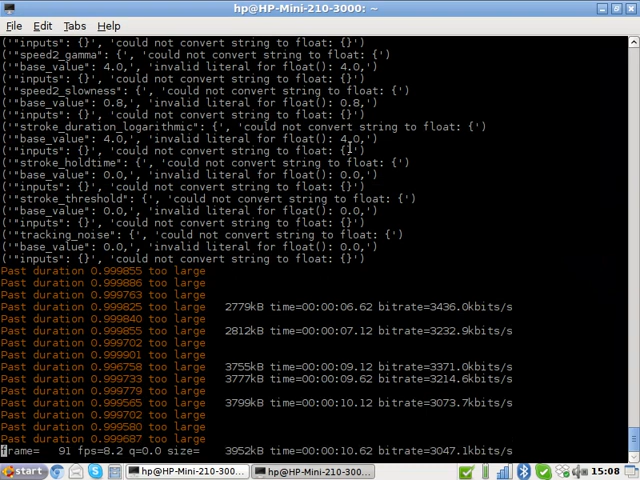 hp@HP-Mini-210-3000: ~
File Edit Tabs Help
('"inputs": {}', 'could not convert string to float: {}')
('"speed2_gamma": {', 'could not convert string to float: {')
('"base_value": 4.0,', 'invalid literal for float(): 4.0,')
('"inputs": {}', 'could not convert string to float: {}')
('"speed2_slowness": {', 'could not convert string to float: {')
('"base_value": 0.8,', 'invalid literal for float(): 0.8,')
('"inputs": {}', 'could not convert string to float: {}')
('"stroke_duration_logarithmic": {', 'could not convert string to float: {')
('"base_value": 4.0,', 'invalid literal for float(): 4.0,')
('"inputs": {}', 'could not convert string to float: {}')
('"stroke_holdtime": {', 'could not convert string to float: {')
('"base_value": 0.0,', 'invalid literal for float(): 0.0,')
('"inputs": {}', 'could not convert string to float: {}')
('"stroke_threshold": {', 'could not convert string to float: {')
('"base_value": 0.0,', 'invalid literal for float(): 0.0,')
('"inputs": {}', 'could not convert string to float: {}')
('"tracking_noise": {', 'could not convert string to float: {')
('"base_value": 0.0,', 'invalid literal for float(): 0.0,')
('"inputs": {}', 'could not convert string to float: {}')
Past duration 0.999855 too large
Past duration 0.999886 too large
Past duration 0.999763 too large
Past duration 0.999825 too large 2779kB time=00:00:06.62 bitrate=3436.0kbits/s
Past duration 0.999840 too large
Past duration 0.999855 too large 2812kB time=00:00:07.12 bitrate=3232.9kbits/s
Past duration 0.999702 too large
Past duration 0.999901 too large
Past duration 0.996758 too large 3755kB time=00:00:09.12 bitrate=3371.0kbits/s
Past duration 0.999733 too large 3777kB time=00:00:09.62 bitrate=3214.6kbits/s
Past duration 0.999779 too large
Past duration 0.999565 too large 3799kB time=00:00:10.12 bitrate=3073.7kbits/s
Past duration 0.999702 too large
Past duration 0.999580 too large
Past duration 0.999687 too large
frame= 91 fps=8.2 q=0.0 size= 3952kB time=00:00:10.62 bitrate=3047.1kbits/s
start hp@HP-Mini-210-300... hp@HP-Mini-210-300... 15:08